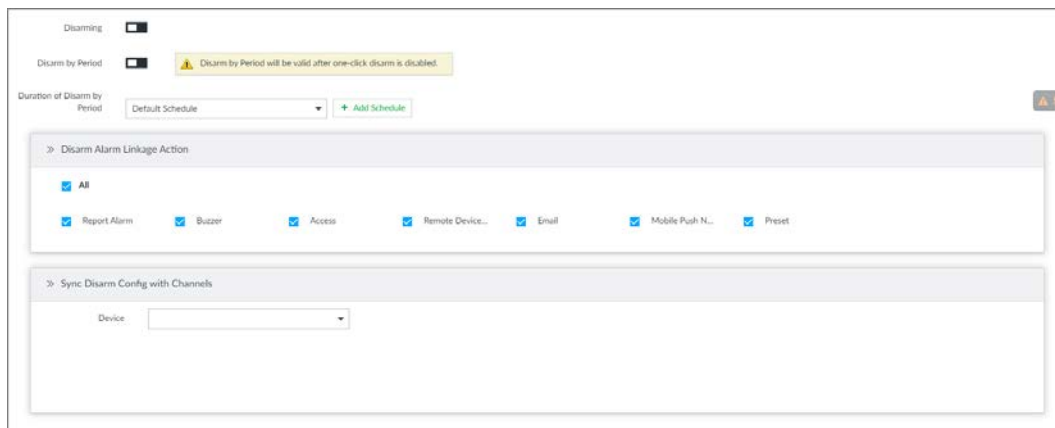 Disarming
Disarm by Period
Disarm by Period will be valid after one-click disarm is disabled.
Duration of Disarm by
Period
Default Schedule
+ Add Schedule
» Disarm Alarm Linkage Action
All
Report Alarm Buzzer Access Remote Device... Email Mobile Push N... Preset
» Sync Disarm Config with Channels
Device